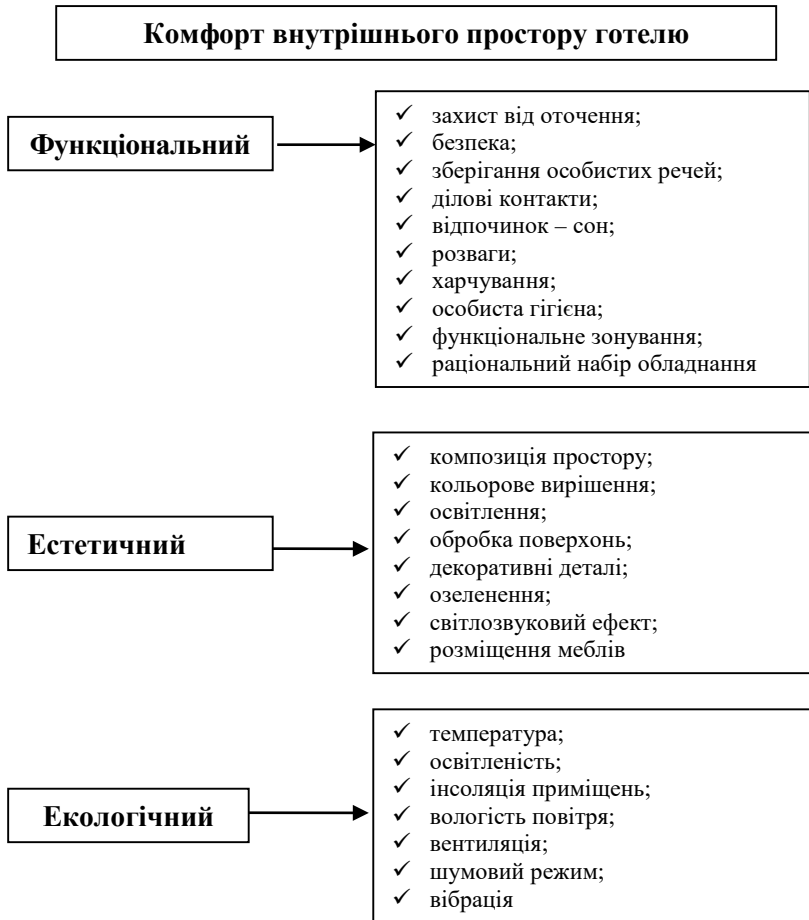 Комфорт внутрішнього простору готелю
Функціональний
✓ захист від оточення;
✓ безпека;
✓ зберігання особистих речей;
✓ ділові контакти;
✓ відпочинок – сон;
✓ розваги;
✓ харчування;
✓ особиста гігієна;
✓ функціональне зонування;
✓ раціональний набір обладнання
Естетичний
✓ композиція простору;
✓ кольорове вирішення;
✓ освітлення;
✓ обробка поверхонь;
✓ декоративні деталі;
✓ озеленення;
✓ світлозвуковий ефект;
✓ розміщення меблів
Екологічний
✓ температура;
✓ освітленість;
✓ інсоляція приміщень;
✓ вологість повітря;
✓ вентиляція;
✓ шумовий режим;
✓ вібрація